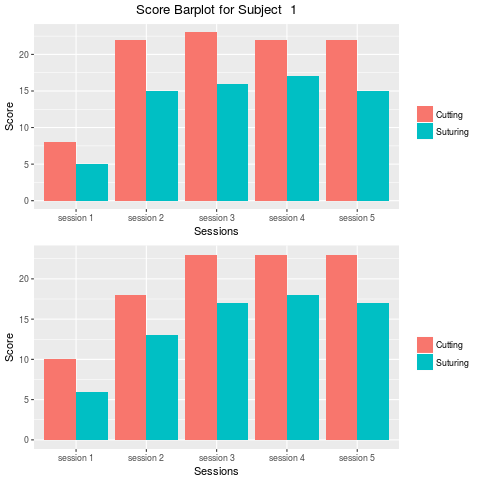 Score Barplot for Subject 1
Score
20
15
10
5
0
session 1 session 2 session 3 session 4 session 5
Sessions
Cutting
Suturing
Score
20
15
10
5
0
session 1 session 2 session 3 session 4 session 5
Sessions
Cutting
Suturing